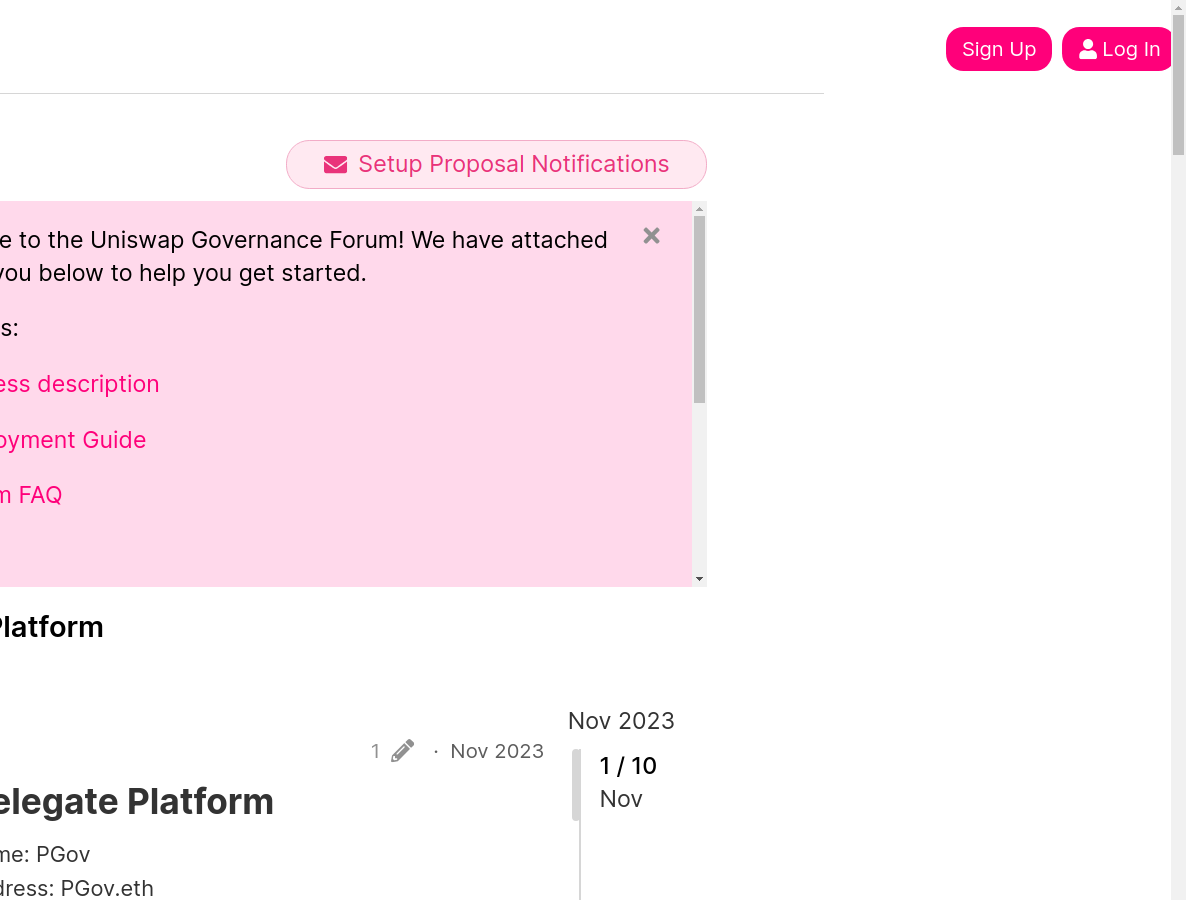 Sign Up
Log In
Setup Proposal Notifications
e to the Uniswap Governance Forum! We have attached
you below to help you get started.
s:
ess description
oyment Guide
m FAQ
Platform
Nov 2023
1 · Nov 2023
1 / 10
Nov
elegate Platform
me: PGov
dress: PGov.eth